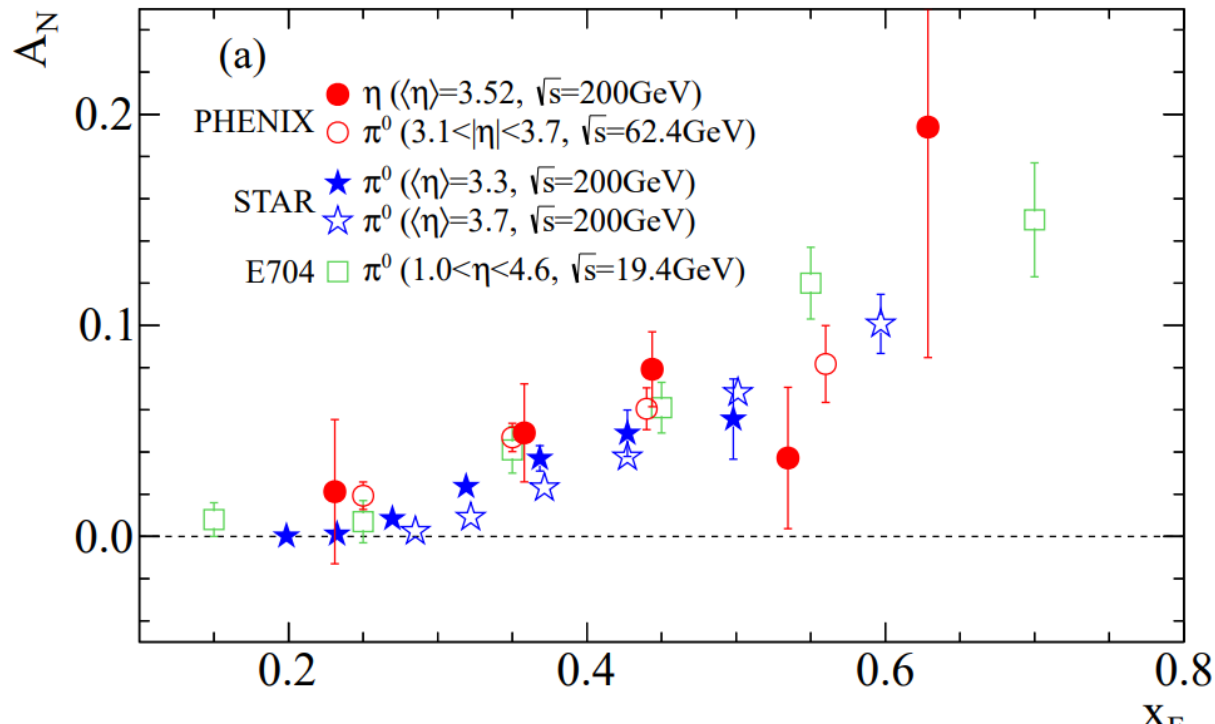 A_N
(a)
PHENIX
η (⟨η⟩=3.52, √s=200GeV)
π⁰ (3.1<|η|<3.7, √s=62.4GeV)
STAR
π⁰ (⟨η⟩=3.3, √s=200GeV)
π⁰ (⟨η⟩=3.7, √s=200GeV)
E704 π⁰ (1.0<η<4.6, √s=19.4GeV)
0.2
0.1
0.0
0.2 0.4 0.6 0.8
x_F